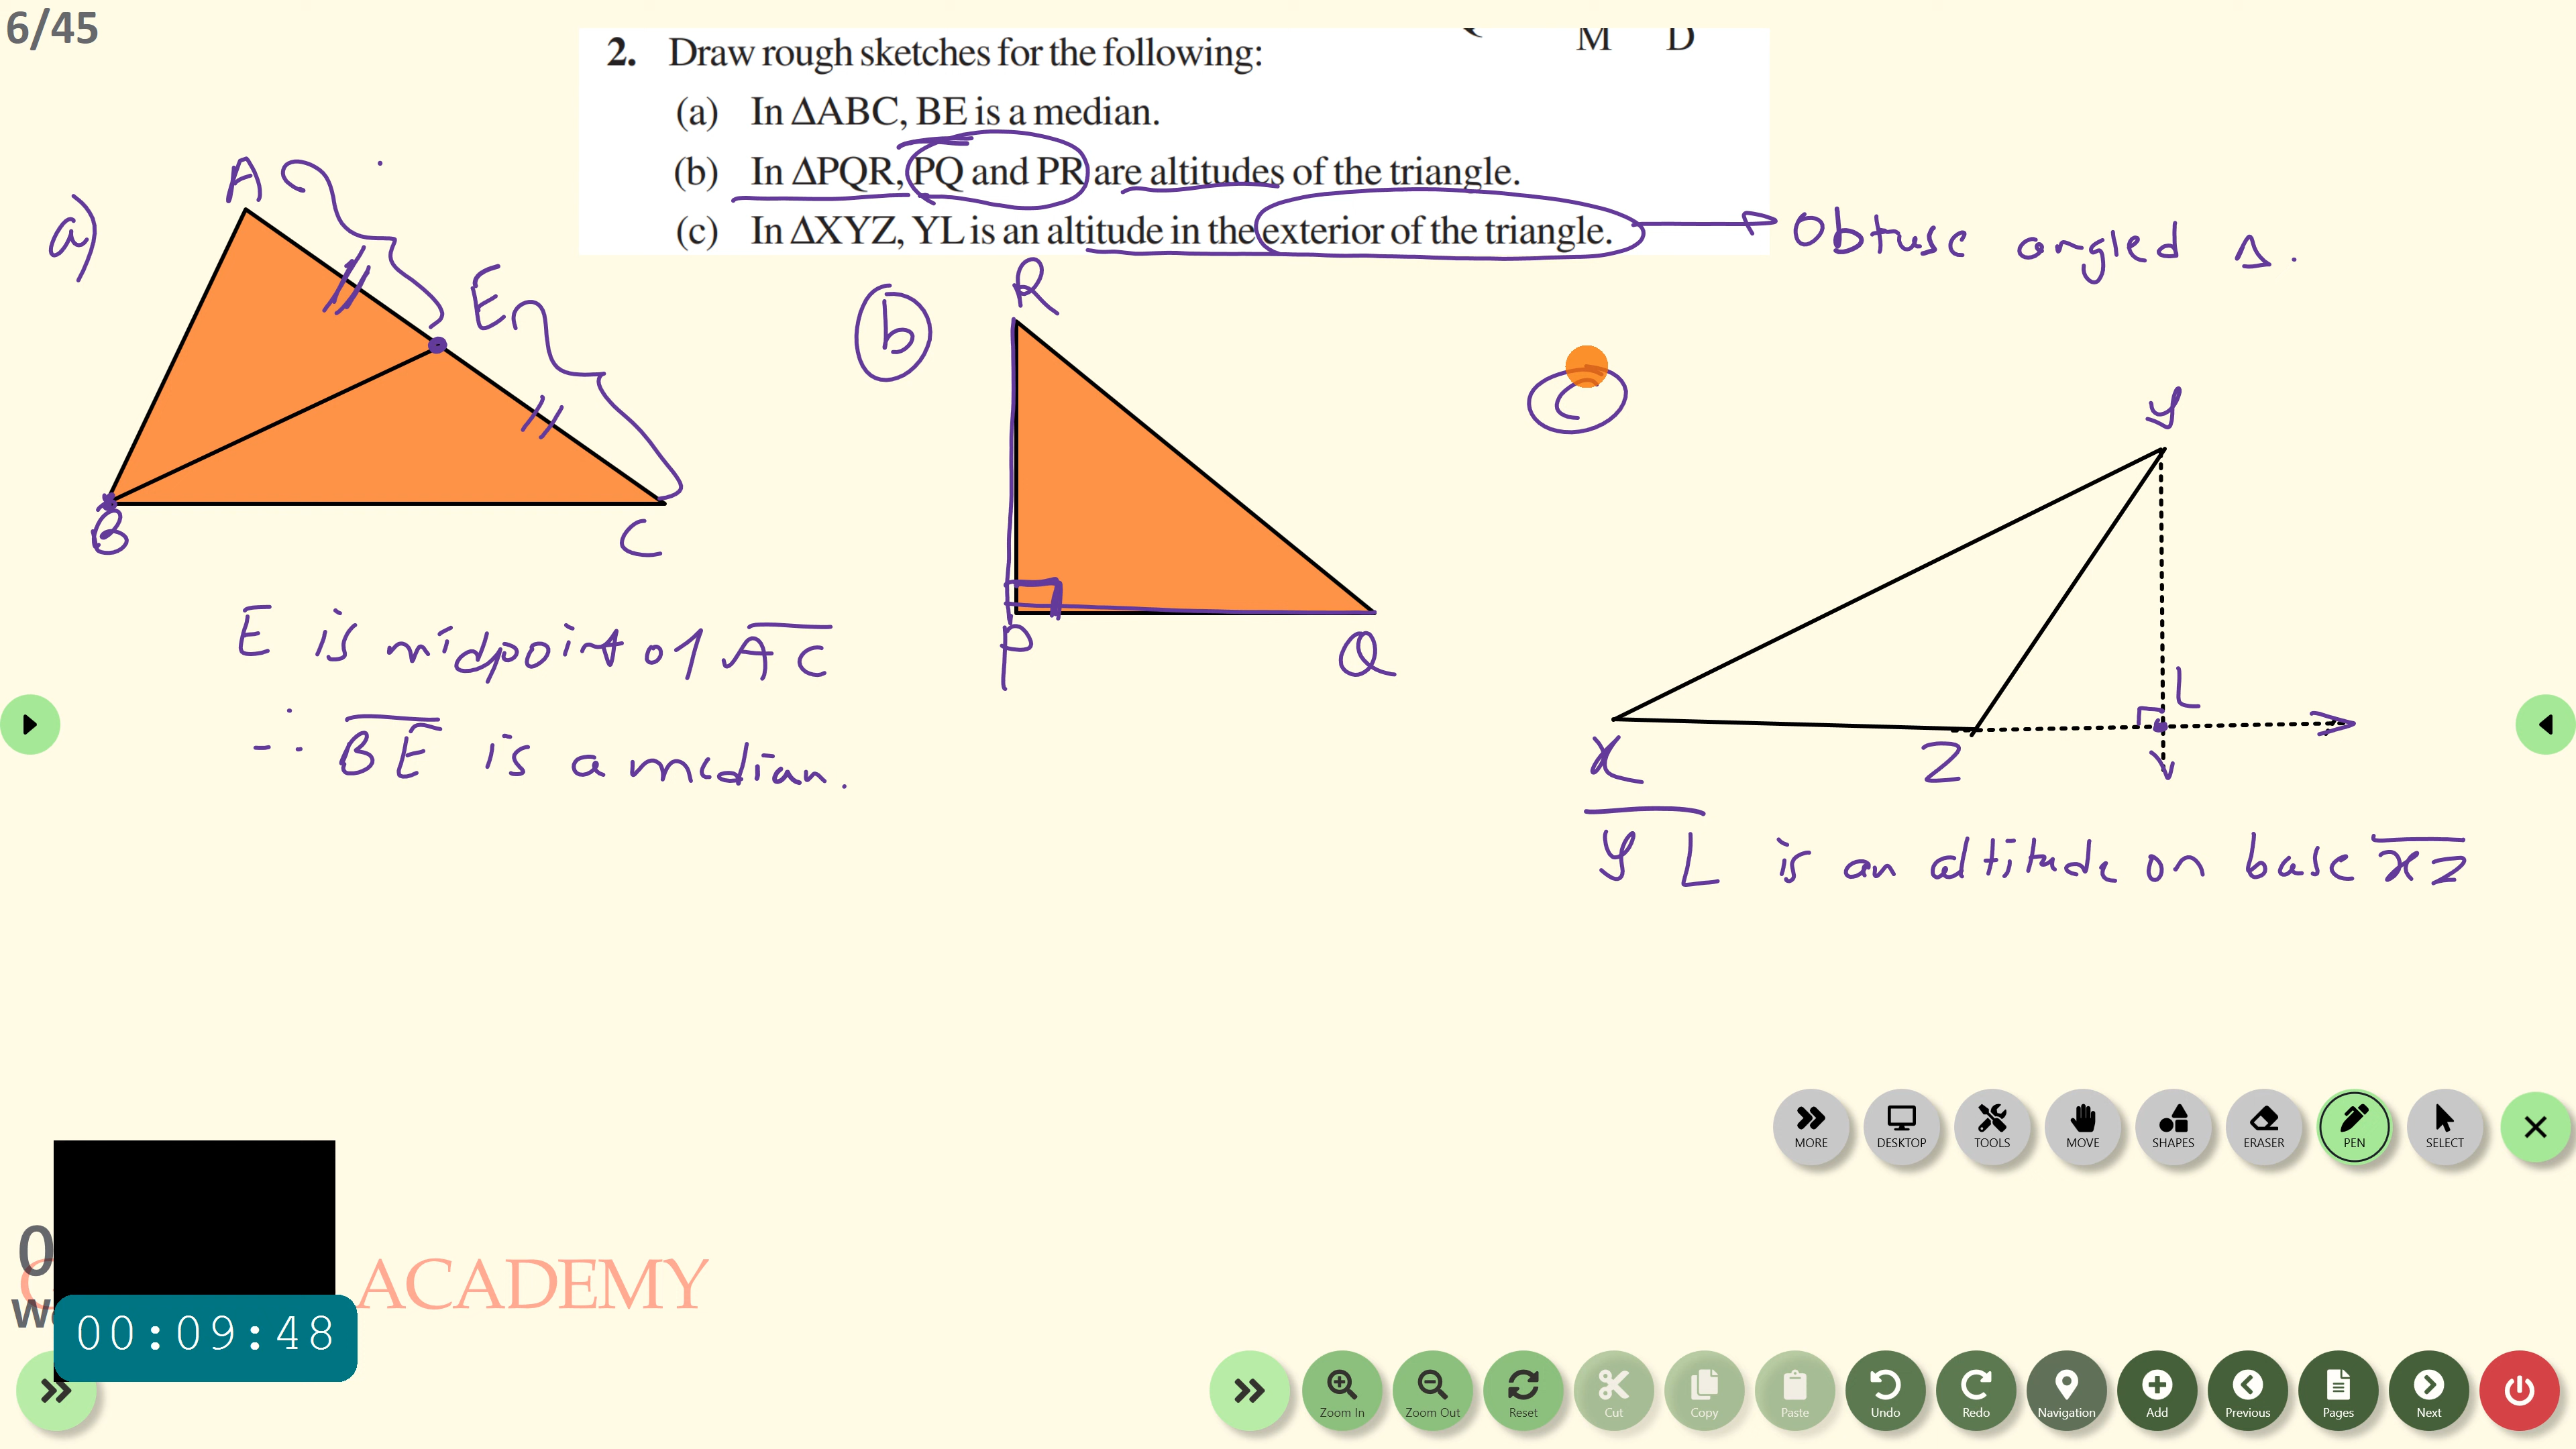 6/45
M D
2. Draw rough sketches for the following:
(a) In ΔABC, BE is a median.
(b) In ΔPQR, PQ and PR are altitudes of the triangle.
(c) In ΔXYZ, YL is an altitude in the exterior of the triangle.
Obtuse angled Δ.
a)
A
E
B
C
E is midpoint of AC
∴ BE is a median.
b
R
P
Q
C
Y
L
X
Z
YL is an altitude on base XZ
MORE
DESKTOP
TOOLS
MOVE
SHAPES
ERASER
PEN
SELECT
ACADEMY
00:09:48
Zoom In
Zoom Out
Reset
Cut
Copy
Paste
Undo
Redo
Navigation
Add
Previous
Pages
Next